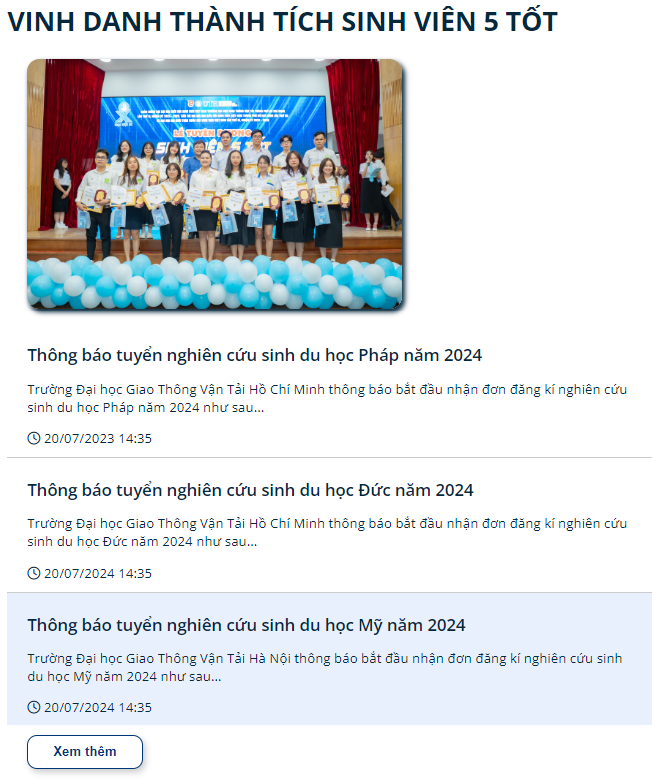 VINH DANH THÀNH TÍCH SINH VIÊN 5 TỐT
LỄ TUYÊN DƯƠNG
Thông báo tuyển nghiên cứu sinh du học Pháp năm 2024
Trường Đại học Giao Thông Vận Tải Hồ Chí Minh thông báo bắt đầu nhận đơn đăng kí nghiên cứu
sinh du học Pháp năm 2024 như sau...
20/07/2023 14:35
Thông báo tuyển nghiên cứu sinh du học Đức năm 2024
Trường Đại học Giao Thông Vận Tải Hồ Chí Minh thông báo bắt đầu nhận đơn đăng kí nghiên cứu
sinh du học Đức năm 2024 như sau...
20/07/2024 14:35
Thông báo tuyển nghiên cứu sinh du học Mỹ năm 2024
Trường Đại học Giao Thông Vận Tải Hà Nội thông báo bắt đầu nhận đơn đăng kí nghiên cứu sinh
du học Mỹ năm 2024 như sau...
20/07/2024 14:35
Xem thêm